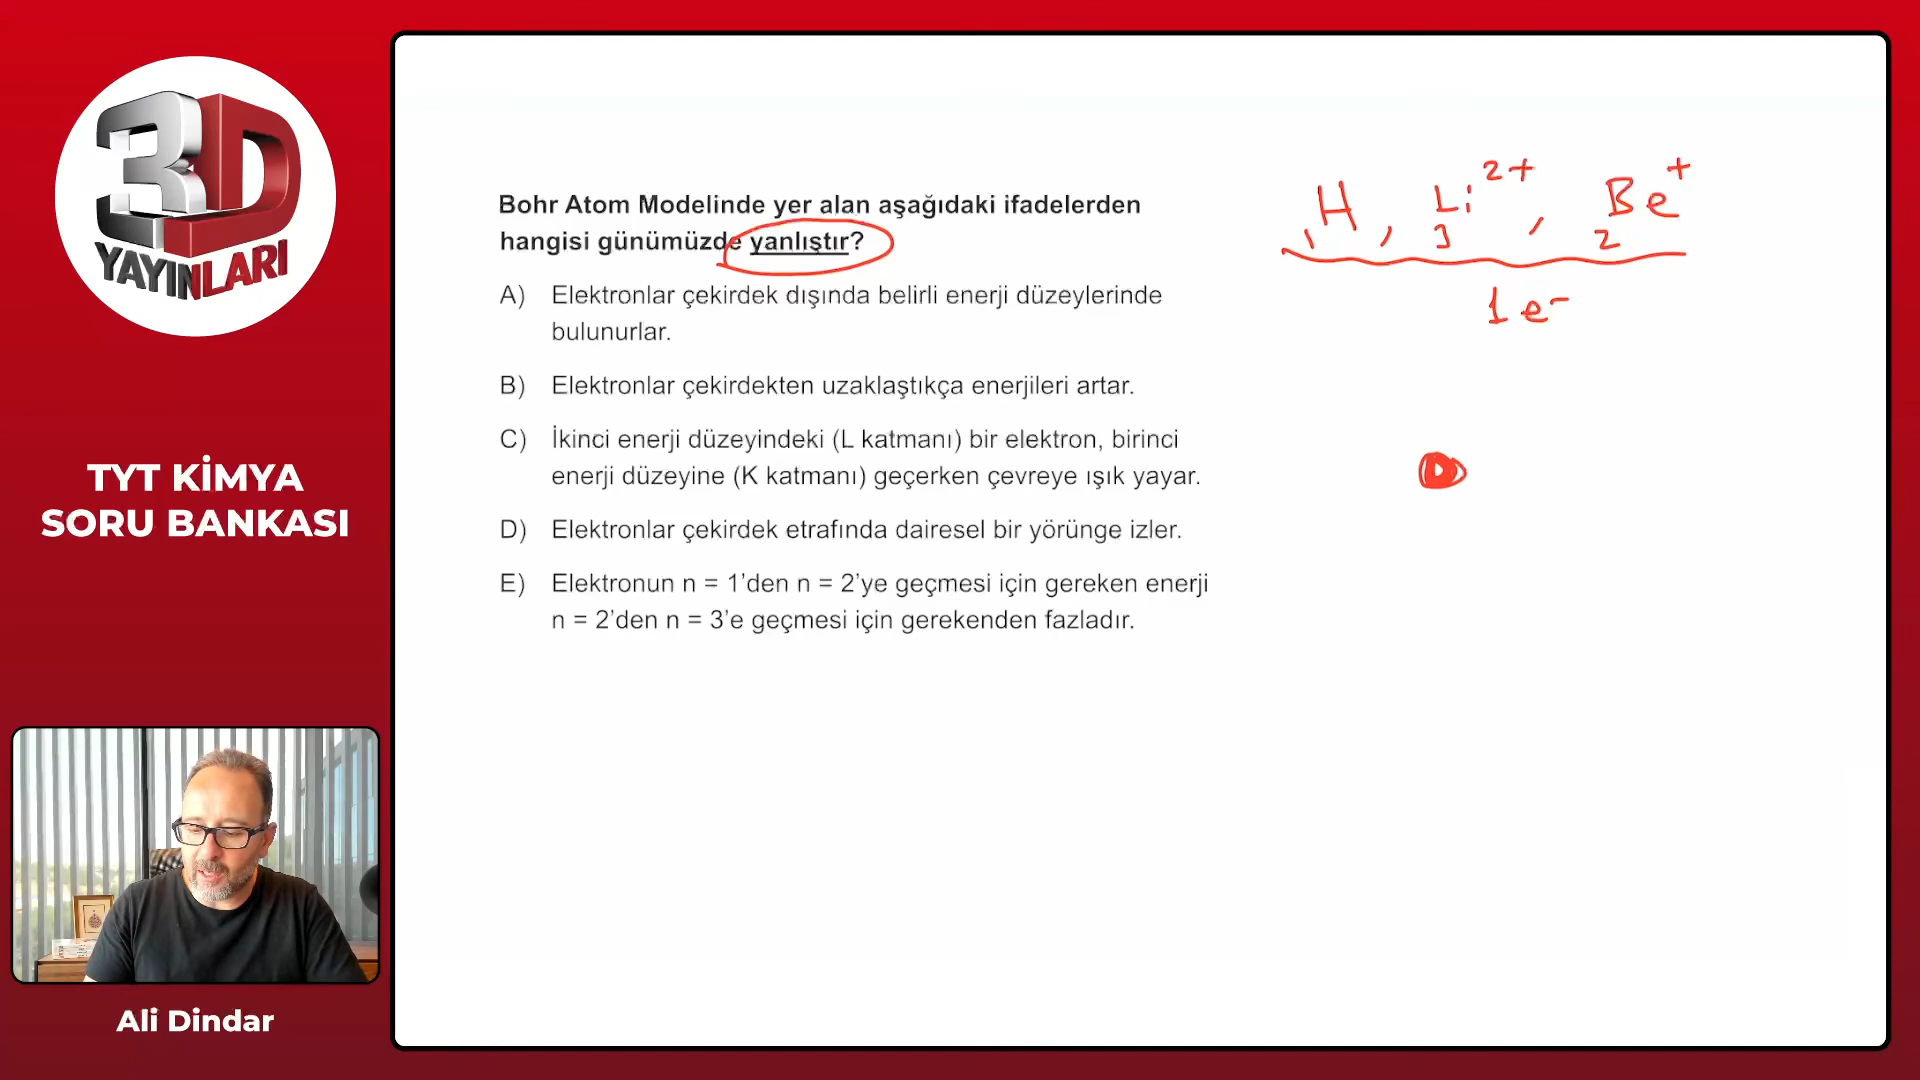 3D
YAYINLARI
TYT KİMYA
SORU BANKASI
Ali Dindar
Bohr Atom Modelinde yer alan aşağıdaki ifadelerden
hangisi günümüzde yanlıştır?
A) Elektronlar çekirdek dışında belirli enerji düzeylerinde
bulunurlar.
B) Elektronlar çekirdekten uzaklaştıkça enerjileri artar.
C) İkinci enerji düzeyindeki (L katmanı) bir elektron, birinci
enerji düzeyine (K katmanı) geçerken çevreye ışık yayar.
D) Elektronlar çekirdek etrafında dairesel bir yörünge izler.
E) Elektronun n = 1’den n = 2’ye geçmesi için gereken enerji
n = 2’den n = 3’e geçmesi için gerekenden fazladır.
₁H, ₃Li²⁺, ₂Be⁺
1e⁻